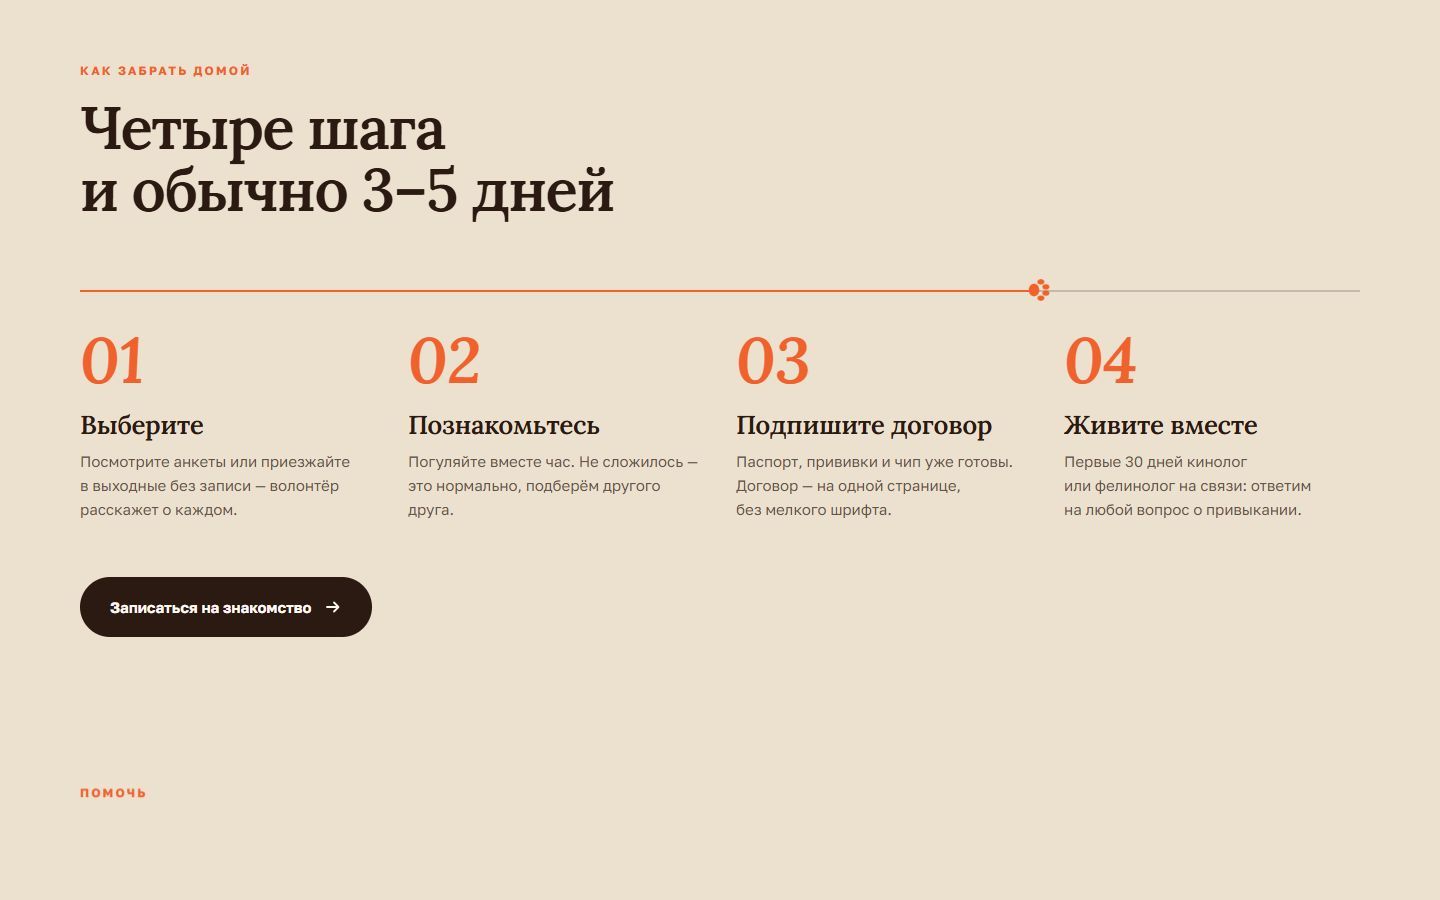 КАК ЗАБРАТЬ ДОМОЙ
Четыре шага
и обычно 3–5 дней
01
Выберите
Посмотрите анкеты или приезжайте
в выходные без записи — волонтёр
расскажет о каждом.
02
Познакомьтесь
Погуляйте вместе час. Не сложилось —
это нормально, подберём другого
друга.
03
Подпишите договор
Паспорт, прививки и чип уже готовы.
Договор — на одной странице,
без мелкого шрифта.
04
Живите вместе
Первые 30 дней кинолог
или фелинолог на связи: ответим
на любой вопрос о привыкании.
Записаться на знакомство →
ПОМОЧЬ